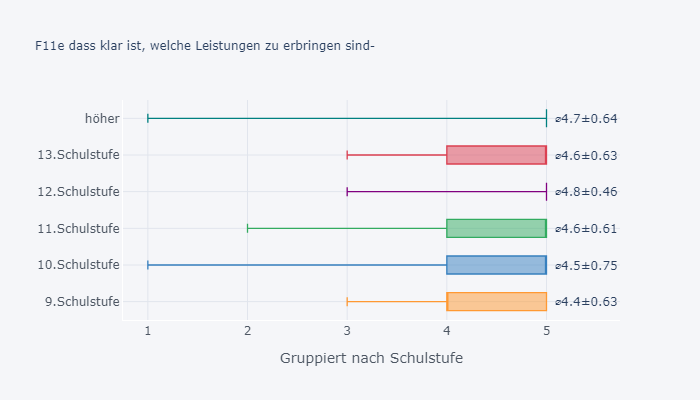 F11e dass klar ist, welche Leistungen zu erbringen sind-
höher ⌀4.7±0.64
13.Schulstufe ⌀4.6±0.63
12.Schulstufe ⌀4.8±0.46
11.Schulstufe ⌀4.6±0.61
10.Schulstufe ⌀4.5±0.75
9.Schulstufe ⌀4.4±0.63
1 2 3 4 5
Gruppiert nach Schulstufe